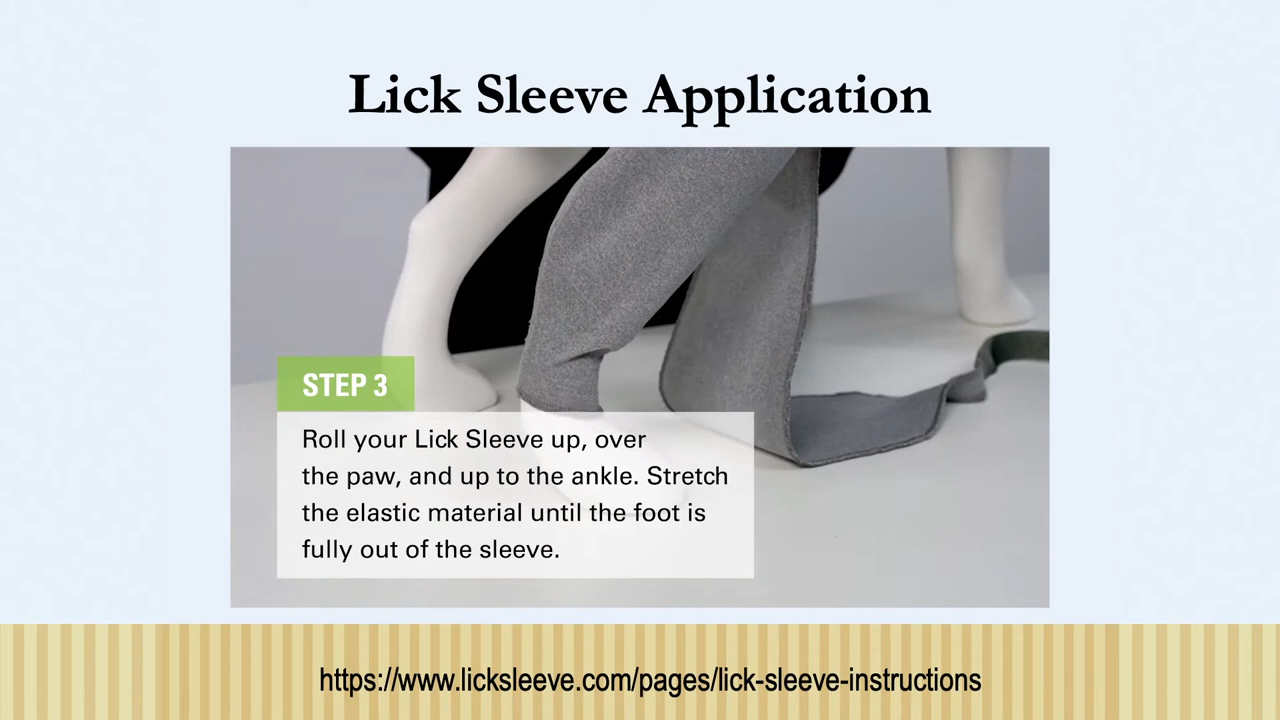 Lick Sleeve Application
STEP 3
Roll your Lick Sleeve up, over
the paw, and up to the ankle. Stretch
the elastic material until the foot is
fully out of the sleeve.
https://www.licksleeve.com/pages/lick-sleeve-instructions